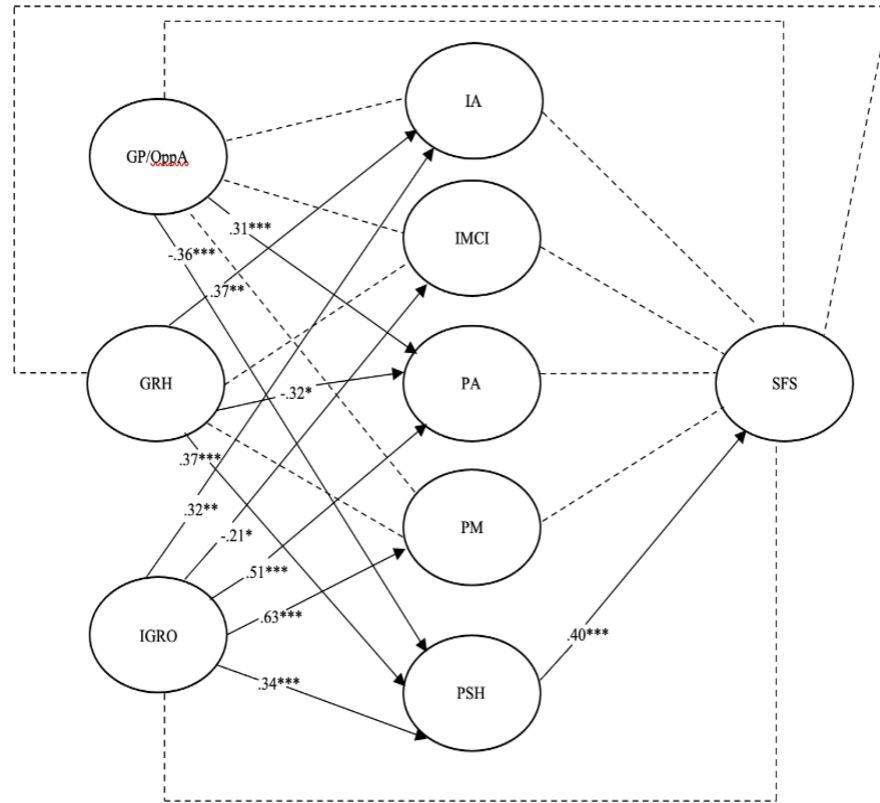 IA
GP/OppA
IMCI
.31***
-.36***
.37**
GRH
PA
-.32*
SFS
.37***
.32**
-.21*
PM
.51***
.63***
IGRO
.40***
.34***
PSH